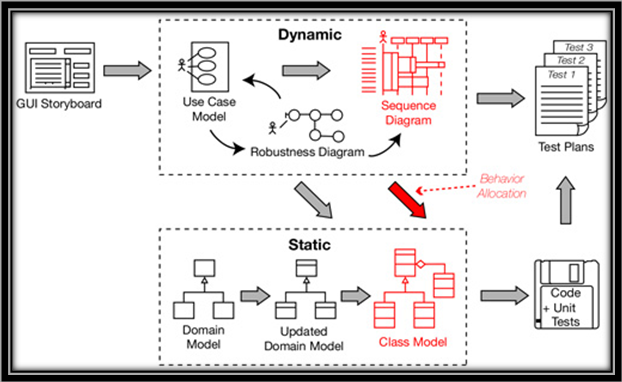 Dynamic
GUI Storyboard
Use Case
Model
Robustness Diagram
Sequence
Diagram
Test 3
Test 2
Test 1
Test Plans
Behavior
Allocation
Static
Domain
Model
Updated
Domain Model
Class Model
Code
+ Unit
Tests